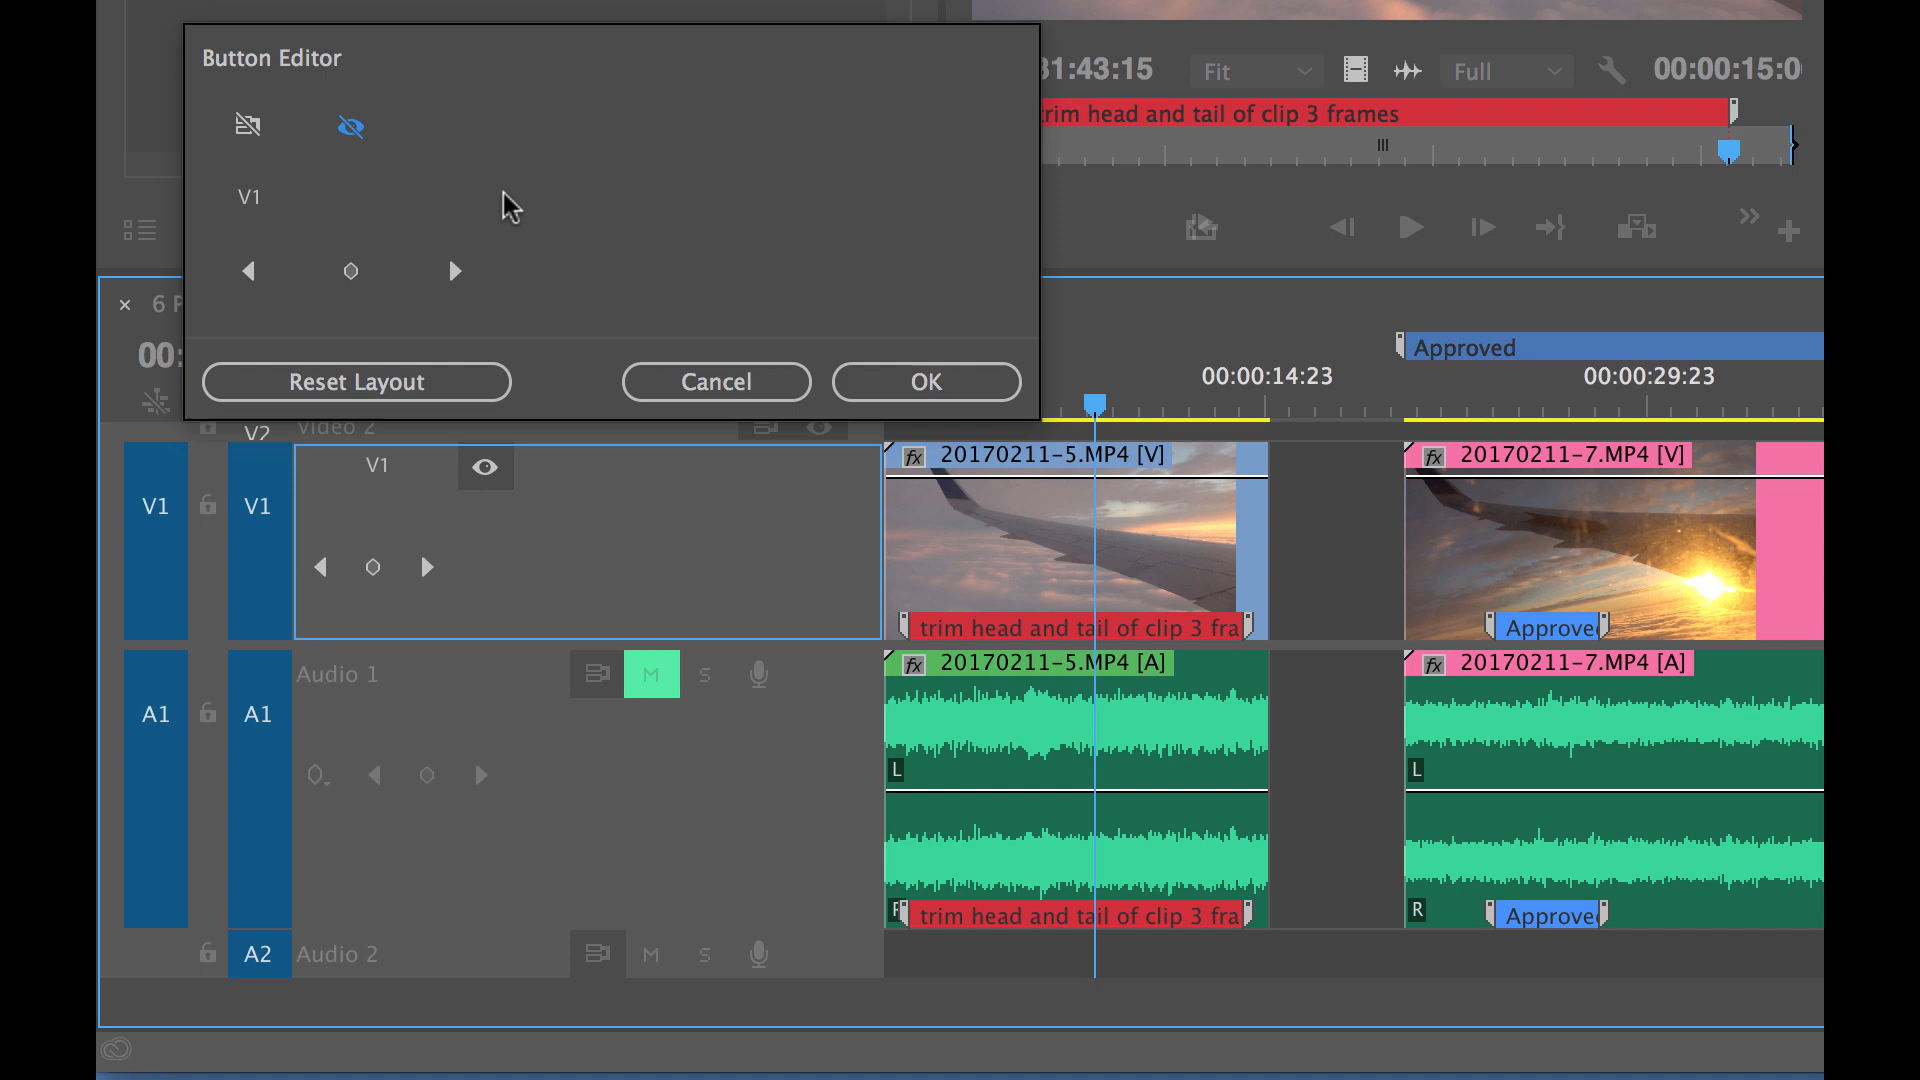 Button Editor
V1
Reset Layout
Cancel
OK
31:43:15
Fit
Full
00:00:15:0
trim head and tail of clip 3 frames
6 P
00:
Approved
00:00:14:23
00:00:29:23
V2
Video 2
V1
V1
V1
fx 20170211-5.MP4 [V]
fx 20170211-7.MP4 [V]
trim head and tail of clip 3 fra
Approve
A1
A1
Audio 1
M
S
fx 20170211-5.MP4 [A]
fx 20170211-7.MP4 [A]
L
L
R
trim head and tail of clip 3 fra
Approve
A2
Audio 2
M
S